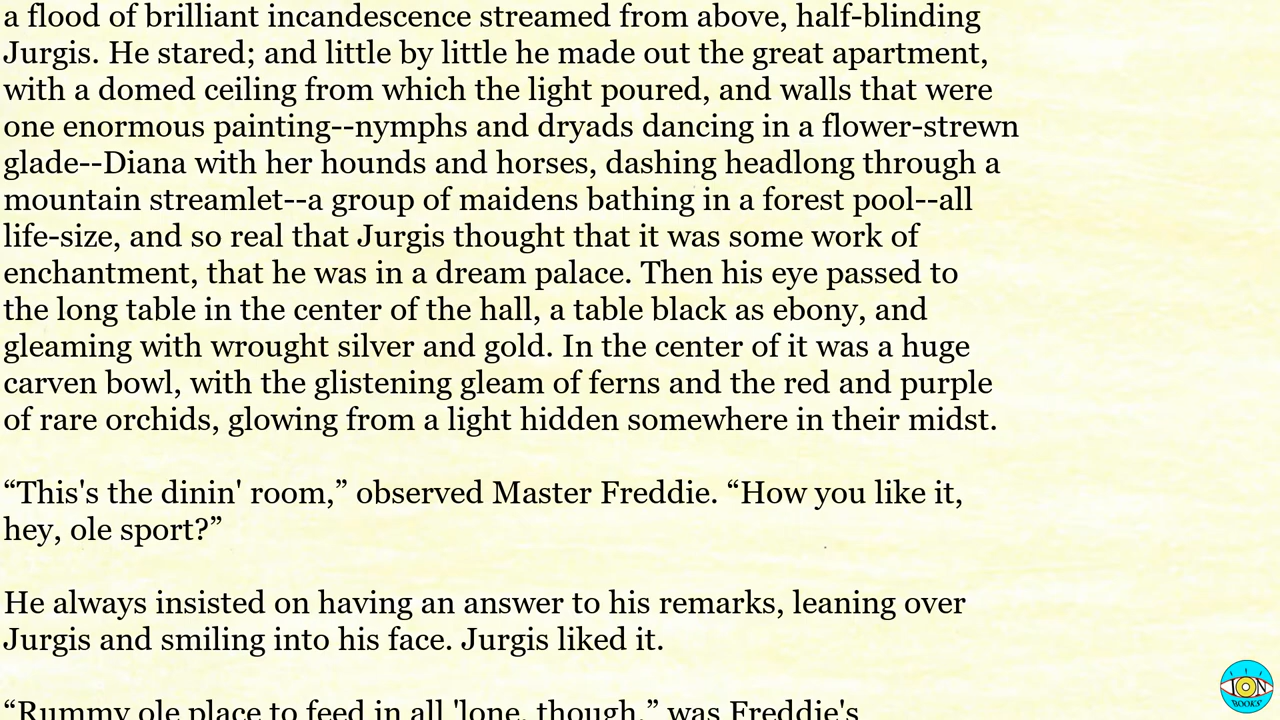 a flood of brilliant incandescence streamed from above, half-blinding
Jurgis. He stared; and little by little he made out the great apartment,
with a domed ceiling from which the light poured, and walls that were
one enormous painting--nymphs and dryads dancing in a flower-strewn
glade--Diana with her hounds and horses, dashing headlong through a
mountain streamlet--a group of maidens bathing in a forest pool--all
life-size, and so real that Jurgis thought that it was some work of
enchantment, that he was in a dream palace. Then his eye passed to
the long table in the center of the hall, a table black as ebony, and
gleaming with wrought silver and gold. In the center of it was a huge
carven bowl, with the glistening gleam of ferns and the red and purple
of rare orchids, glowing from a light hidden somewhere in their midst.
“This's the dinin' room,” observed Master Freddie. “How you like it,
hey, ole sport?”
He always insisted on having an answer to his remarks, leaning over
Jurgis and smiling into his face. Jurgis liked it.
“Rummy ole place to feed in all 'lone, though,” was Freddie's
ION
BOOKS